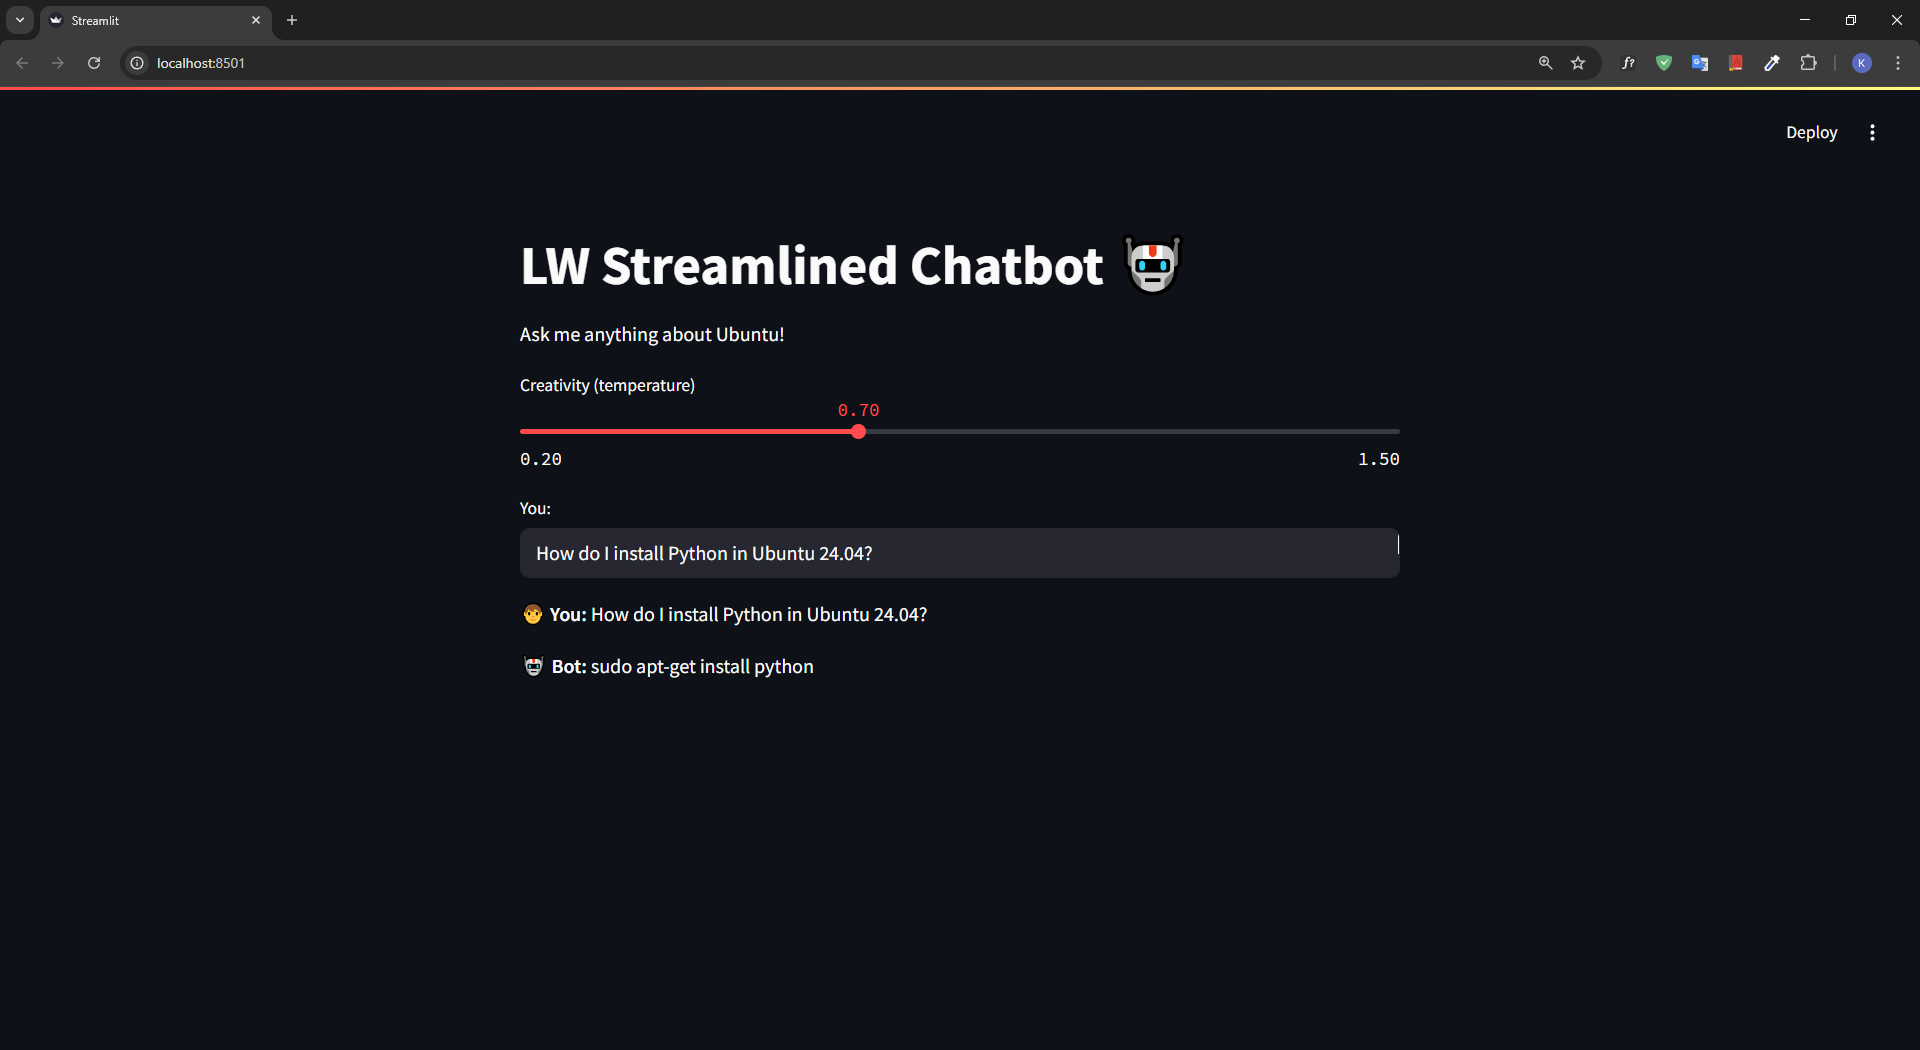 Streamlit
localhost:8501
f?
K
Deploy
LW Streamlined Chatbot
Ask me anything about Ubuntu!
Creativity (temperature)
0.70
0.20 1.50
You:
How do I install Python in Ubuntu 24.04?
You: How do I install Python in Ubuntu 24.04?
Bot: sudo apt-get install python